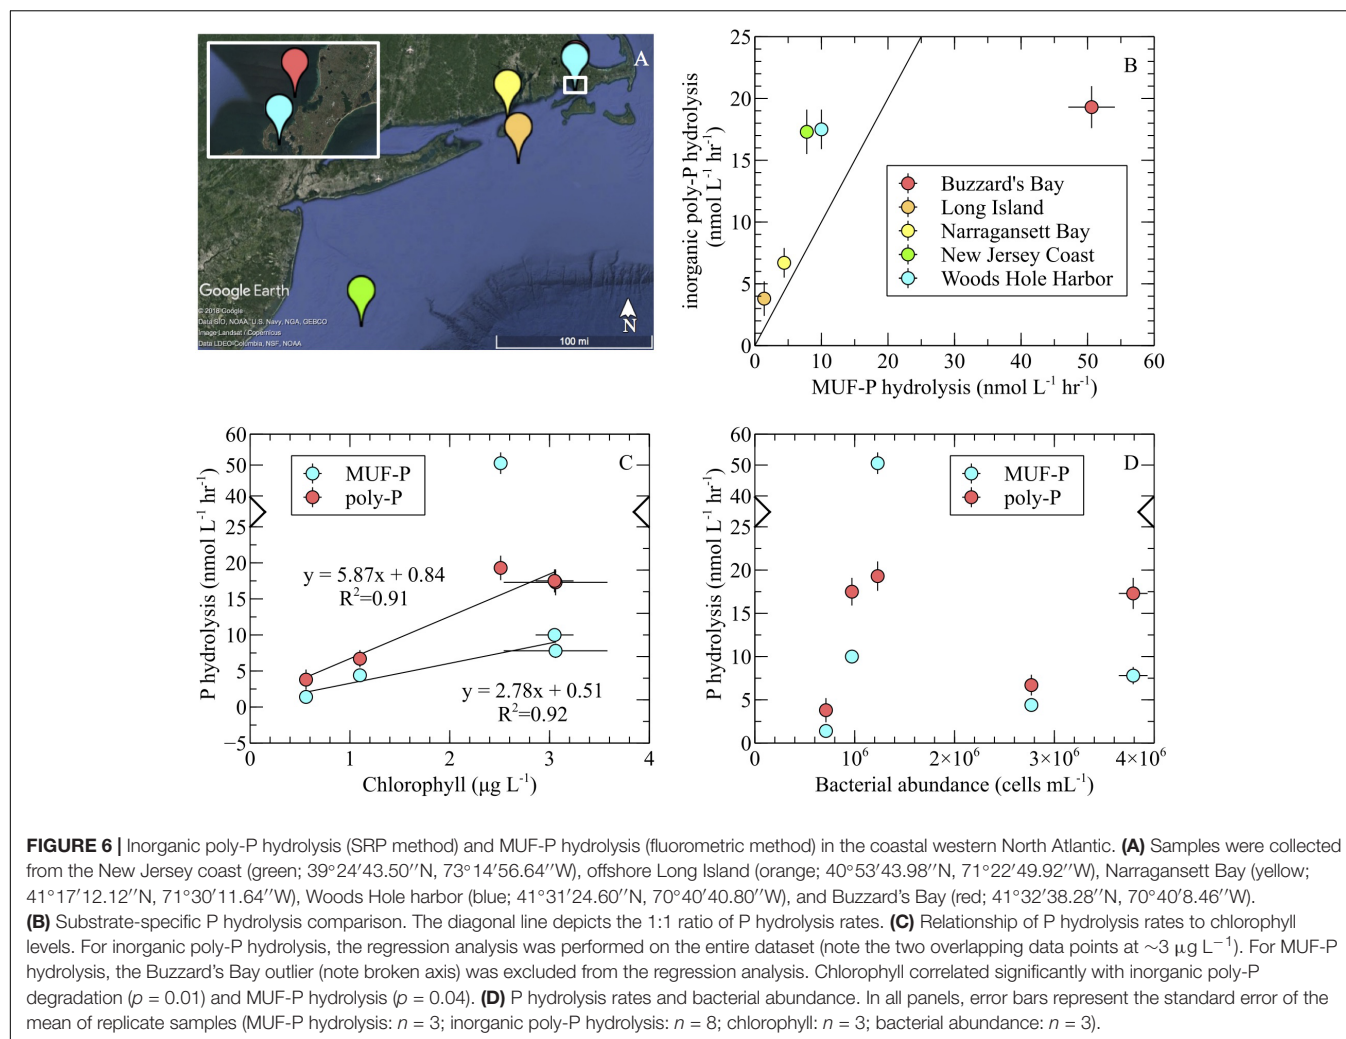 A
Google Earth
© 2018 Google
Data SIO, NOAA, U.S. Navy, NGA, GEBCO
Image Landsat / Copernicus
Data LDEO-Columbia, NSF, NOAA
N
100 mi
B
inorganic poly-P hydrolysis
(nmol L⁻¹ hr⁻¹)
25
20
15
10
5
0
Buzzard's Bay
Long Island
Narragansett Bay
New Jersey Coast
Woods Hole Harbor
0 10 20 30 40 50 60
MUF-P hydrolysis (nmol L⁻¹ hr⁻¹)
C
P hydrolysis (nmol L⁻¹ hr⁻¹)
60
50
40
25
20
15
10
5
0
−5
MUF-P
poly-P
y = 5.87x + 0.84
R²=0.91
y = 2.78x + 0.51
R²=0.92
0 1 2 3 4
Chlorophyll (µg L⁻¹)
D
P hydrolysis (nmol L⁻¹ hr⁻¹)
60
50
40
25
20
15
10
5
0
MUF-P
poly-P
0 10⁶ 2×10⁶ 3×10⁶ 4×10⁶
Bacterial abundance (cells mL⁻¹)
FIGURE 6 | Inorganic poly-P hydrolysis (SRP method) and MUF-P hydrolysis (fluorometric method) in the coastal western North Atlantic. (A) Samples were collected
from the New Jersey coast (green; 39°24′43.50′′N, 73°14′56.64′′W), offshore Long Island (orange; 40°53′43.98′′N, 71°22′49.92′′W), Narragansett Bay (yellow;
41°17′12.12′′N, 71°30′11.64′′W), Woods Hole harbor (blue; 41°31′24.60′′N, 70°40′40.80′′W), and Buzzard's Bay (red; 41°32′38.28′′N, 70°40′8.46′′W).
(B) Substrate-specific P hydrolysis comparison. The diagonal line depicts the 1:1 ratio of P hydrolysis rates. (C) Relationship of P hydrolysis rates to chlorophyll
levels. For inorganic poly-P hydrolysis, the regression analysis was performed on the entire dataset (note the two overlapping data points at ∼3 µg L⁻¹). For MUF-P
hydrolysis, the Buzzard's Bay outlier (note broken axis) was excluded from the regression analysis. Chlorophyll correlated significantly with inorganic poly-P
degradation (p = 0.01) and MUF-P hydrolysis (p = 0.04). (D) P hydrolysis rates and bacterial abundance. In all panels, error bars represent the standard error of the
mean of replicate samples (MUF-P hydrolysis: n = 3; inorganic poly-P hydrolysis: n = 8; chlorophyll: n = 3; bacterial abundance: n = 3).